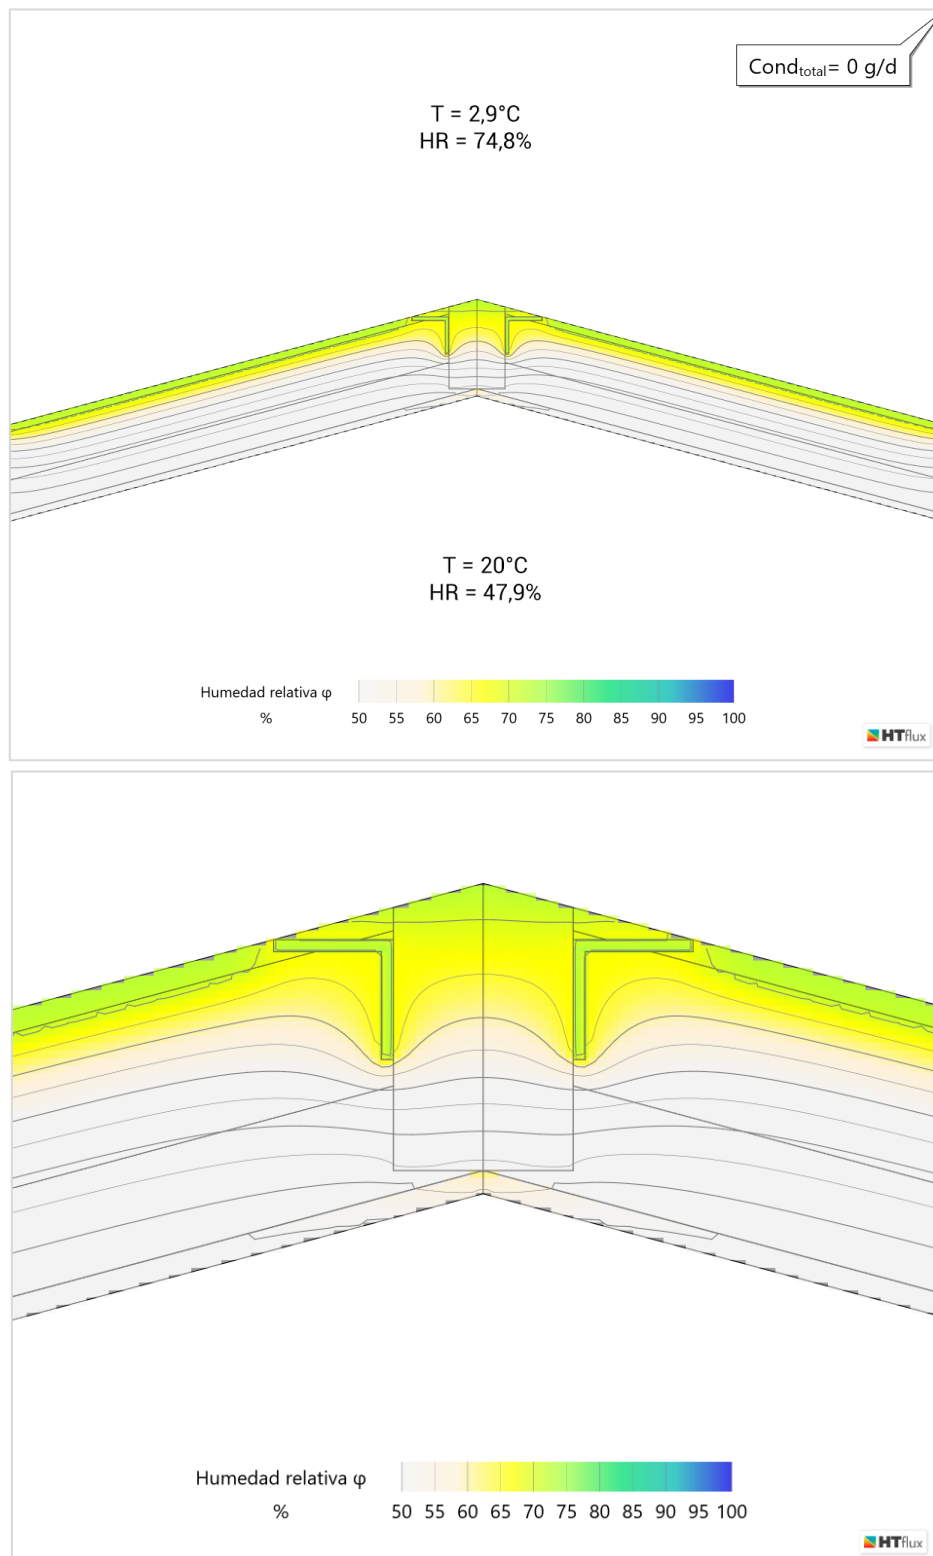 Condtotal= 0 g/d
T = 2,9°C
HR = 74,8%
T = 20°C
HR = 47,9%
Humedad relativa φ
% 50 55 60 65 70 75 80 85 90 95 100
HTflux
Humedad relativa φ
% 50 55 60 65 70 75 80 85 90 95 100
HTflux